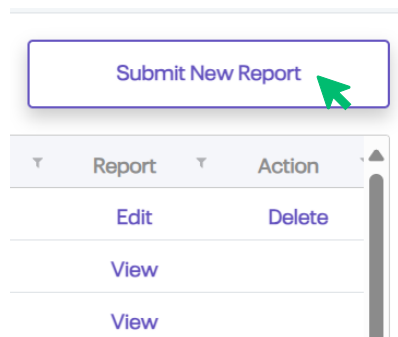 Submit New Report
Report Action
Edit Delete
View
View